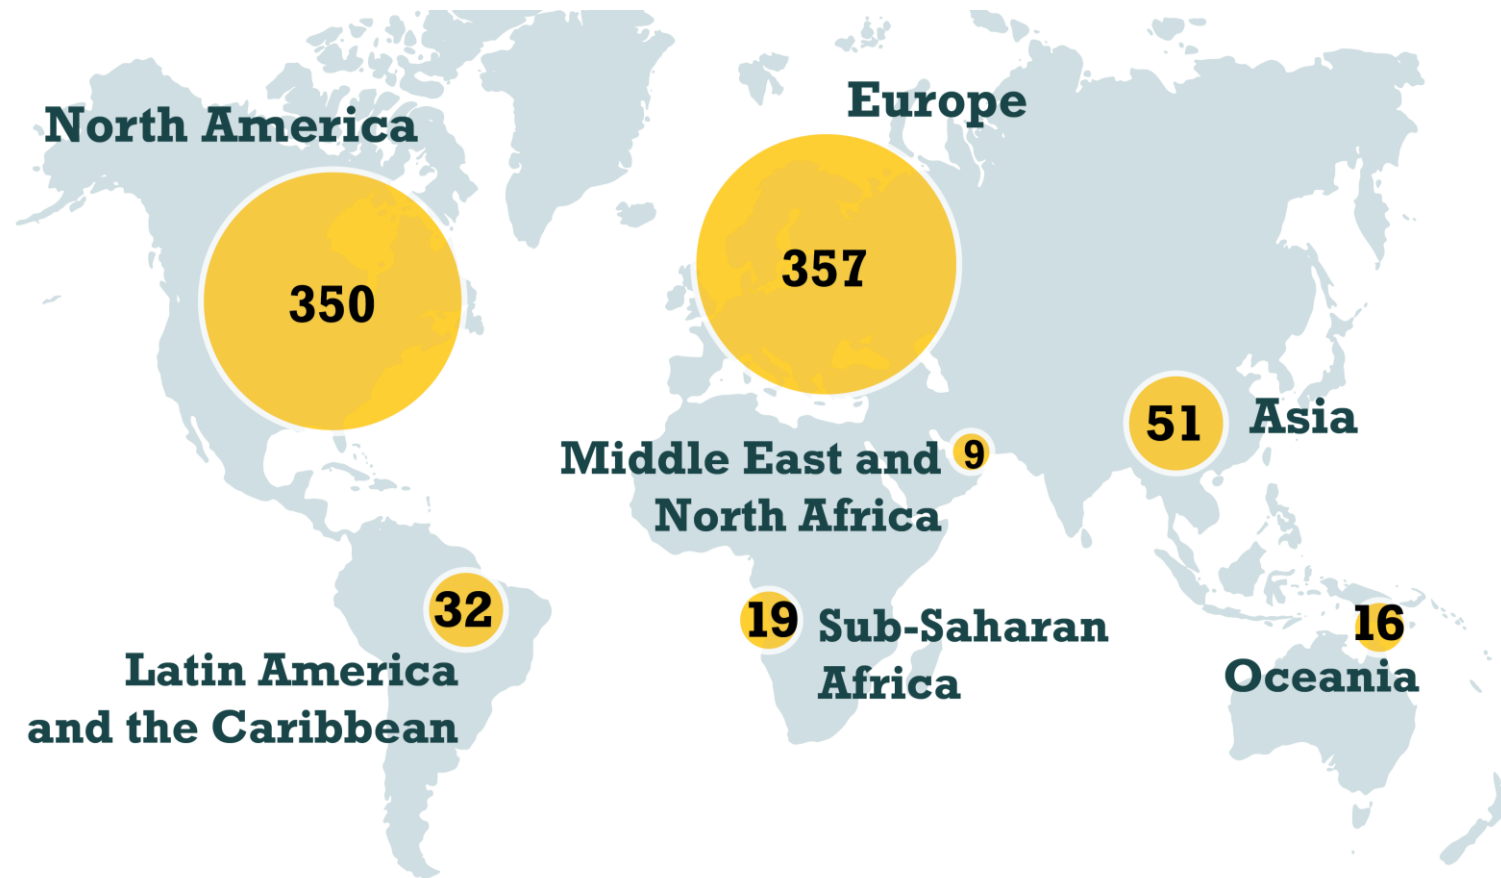 North America
350
Europe
357
Middle East and
North Africa
9
51
Asia
32
Latin America
and the Caribbean
19
Sub-Saharan
Africa
16
Oceania